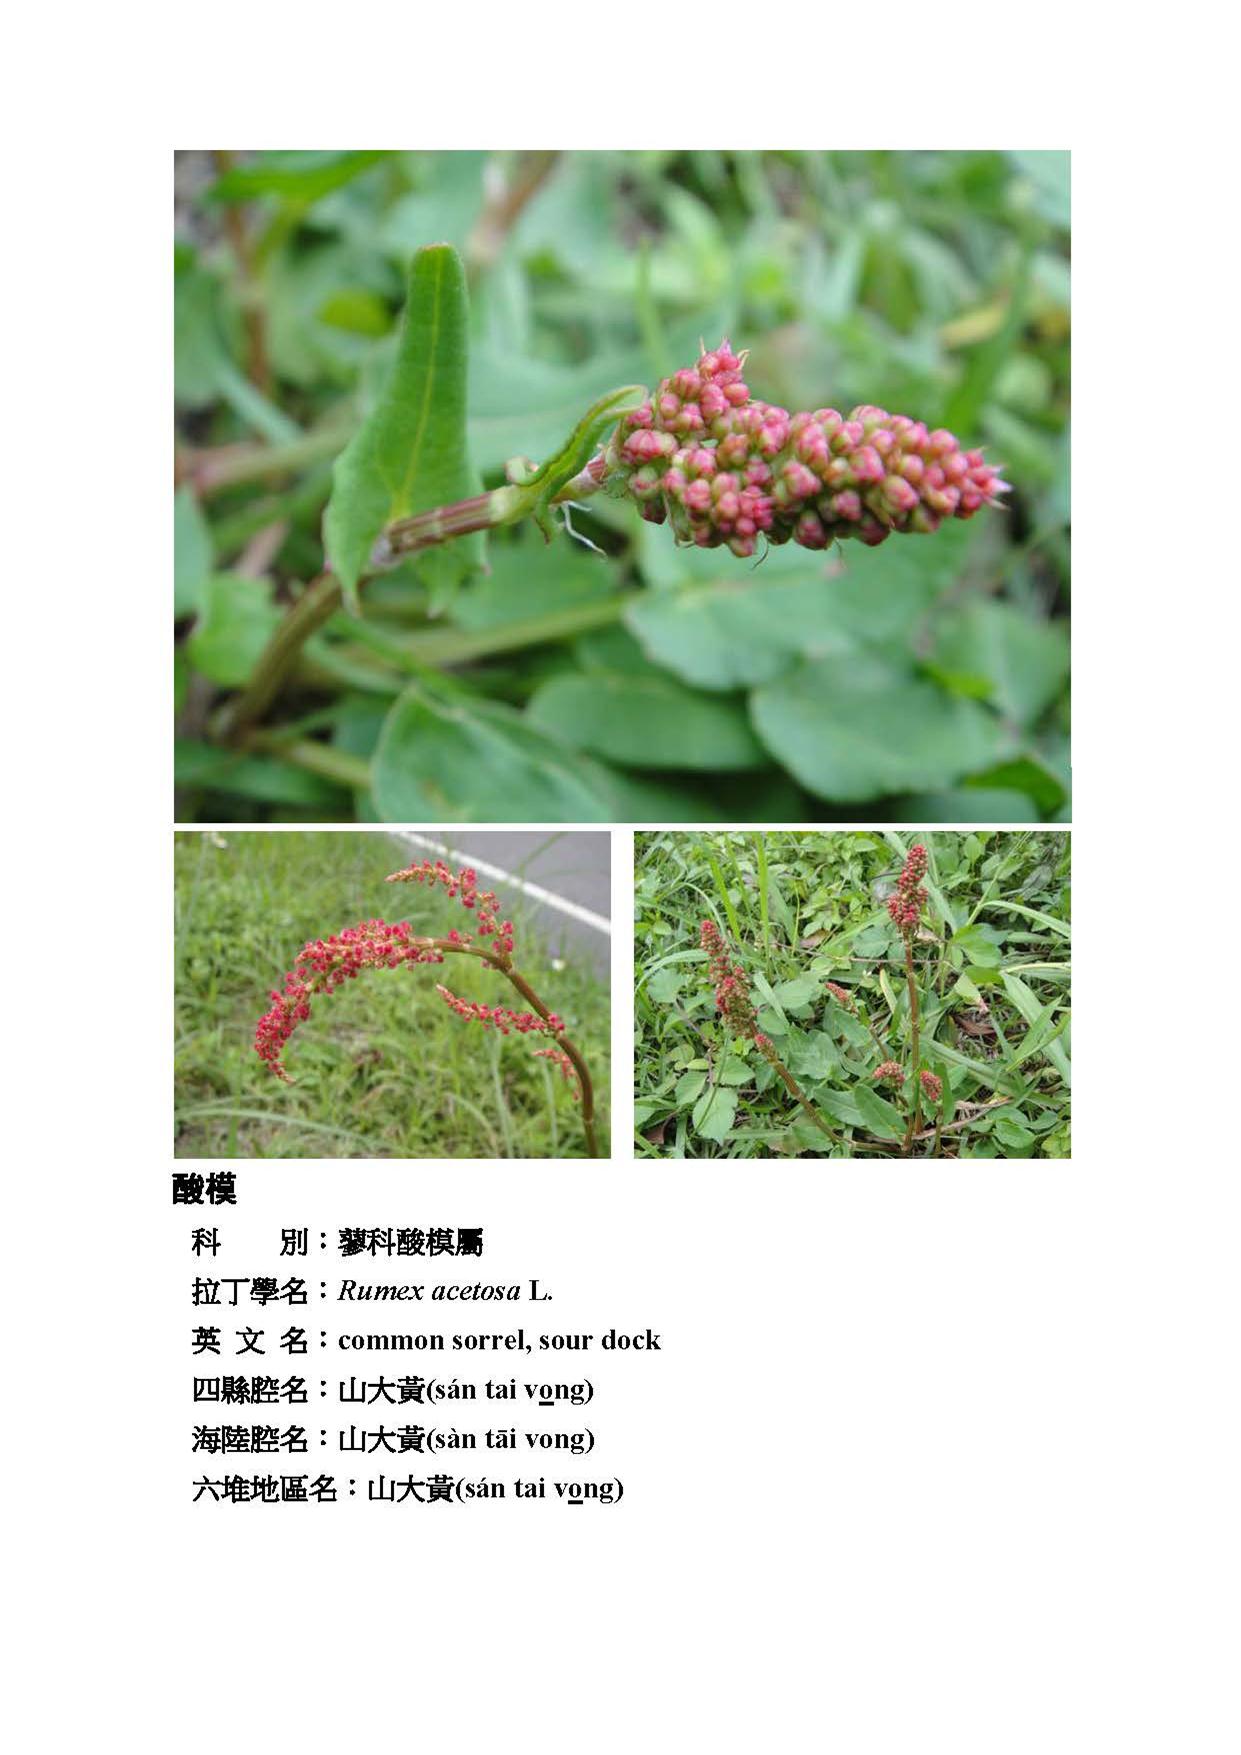 酸模
科　　別：蓼科酸模屬
拉丁學名：Rumex acetosa L.
英 文 名：common sorrel, sour dock
四縣腔名：山大黃(sán tai vo̲ng)
海陸腔名：山大黃(sàn tāi vong)
六堆地區名：山大黃(sán tai vo̲ng)